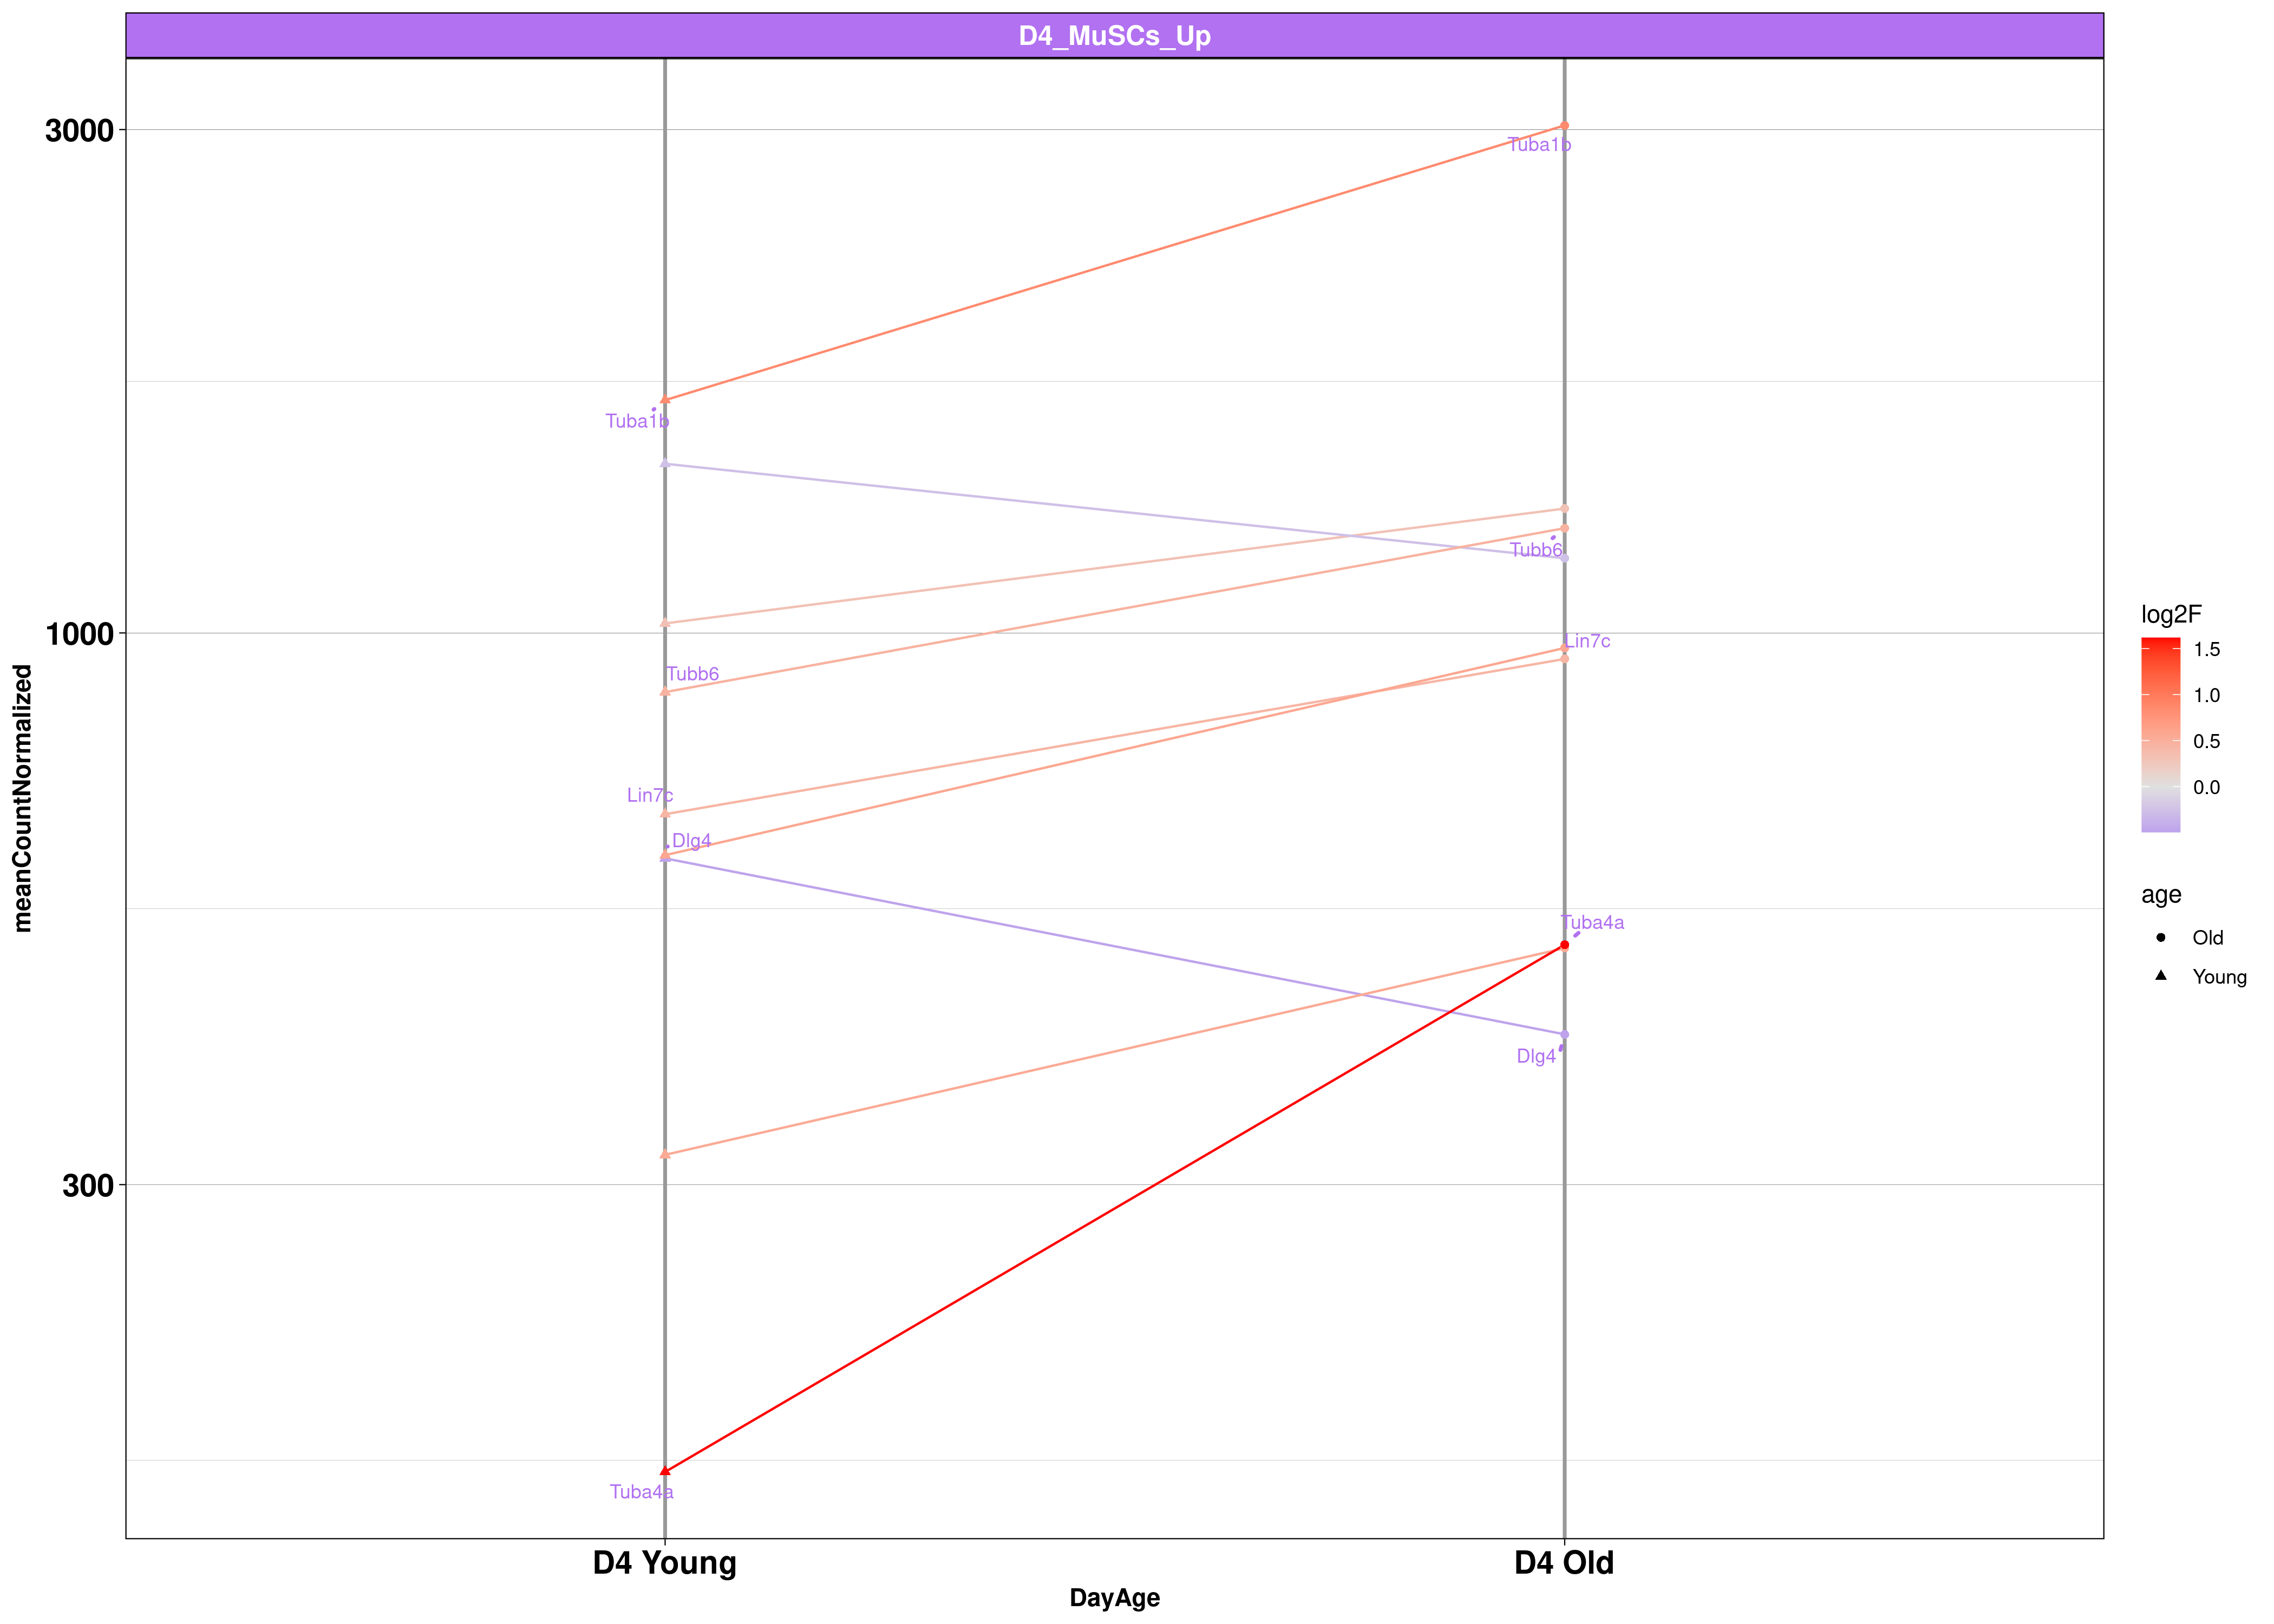 D4_MuSCs_Up
meanCountNormalized
3000
1000
300
Tuba1b
Tuba1b
Tubb6
Tubb6
Lin7c
Lin7c
Dlg4
Tuba4a
Dlg4
Tuba4a
D4 Young
D4 Old
DayAge
log2F
1.5
1.0
0.5
0.0
age
Old
Young